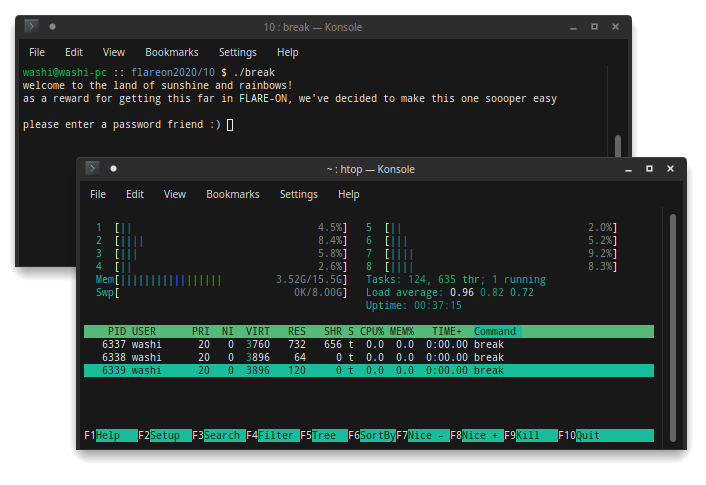 10 : break — Konsole
File Edit View Bookmarks Settings Help
washi@washi-pc :: flareon2020/10 $ ./break
welcome to the land of sunshine and rainbows!
as a reward for getting this far in FLARE-ON, we've decided to make this one soooper easy
please enter a password friend :)
~ : htop — Konsole
File Edit View Bookmarks Settings Help
1 [|| 4.5%] 5 [|| 2.0%]
2 [|||| 8.4%] 6 [||| 5.2%]
3 [||| 5.8%] 7 [|||| 9.2%]
4 [|| 2.6%] 8 [|||| 8.3%]
Mem[||||||||||||||||| 3.52G/15.5G] Tasks: 124, 635 thr; 1 running
Swp[ 0K/8.00G] Load average: 0.96 0.82 0.72
Uptime: 00:37:15
PID USER PRI NI VIRT RES SHR S CPU% MEM% TIME+ Command
6337 washi 20 0 3760 732 656 t 0.0 0.0 0:00.00 break
6338 washi 20 0 3896 64 0 t 0.0 0.0 0:00.00 break
6339 washi 20 0 3896 120 0 t 0.0 0.0 0:00.00 break
F1Help F2Setup F3Search F4Filter F5Tree F6SortBy F7Nice - F8Nice + F9Kill F10Quit